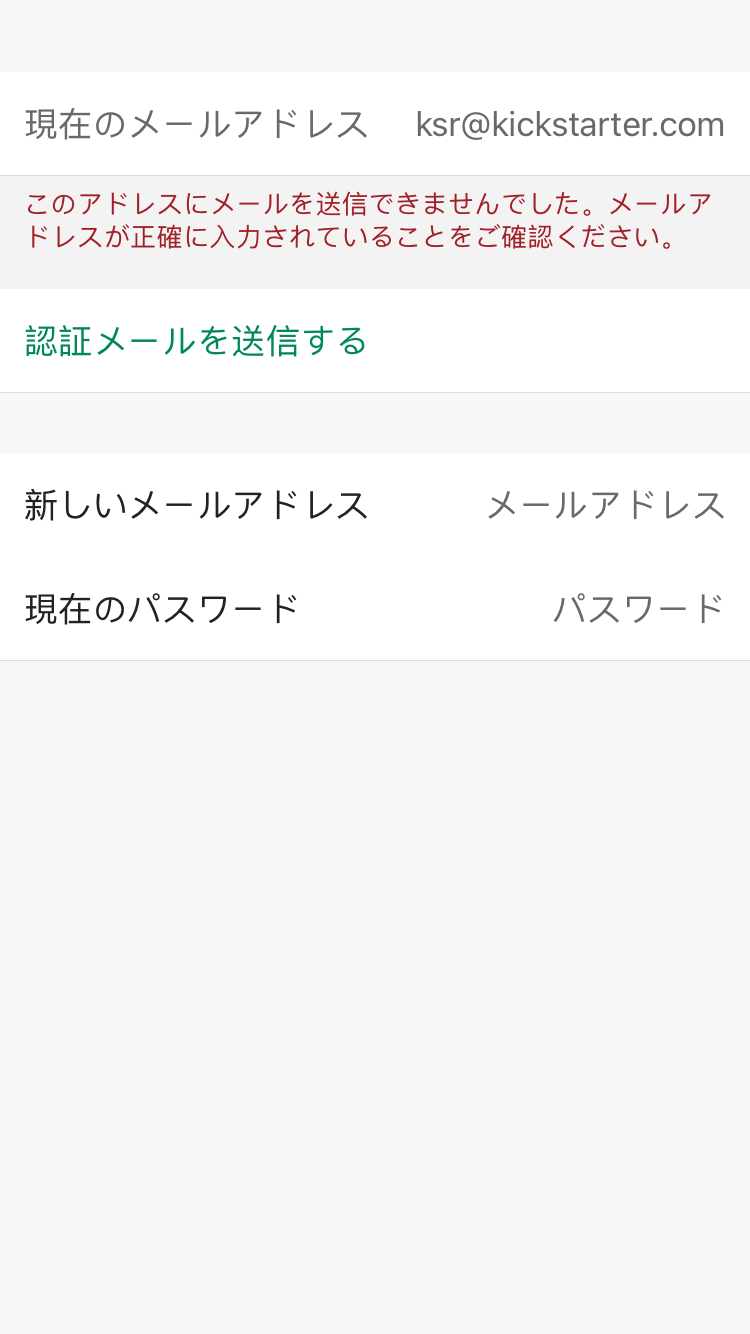 現在のメールアドレス ksr@kickstarter.com
このアドレスにメールを送信できませんでした。メールア
ドレスが正確に入力されていることをご確認ください。
認証メールを送信する
新しいメールアドレス メールアドレス
現在のパスワード パスワード